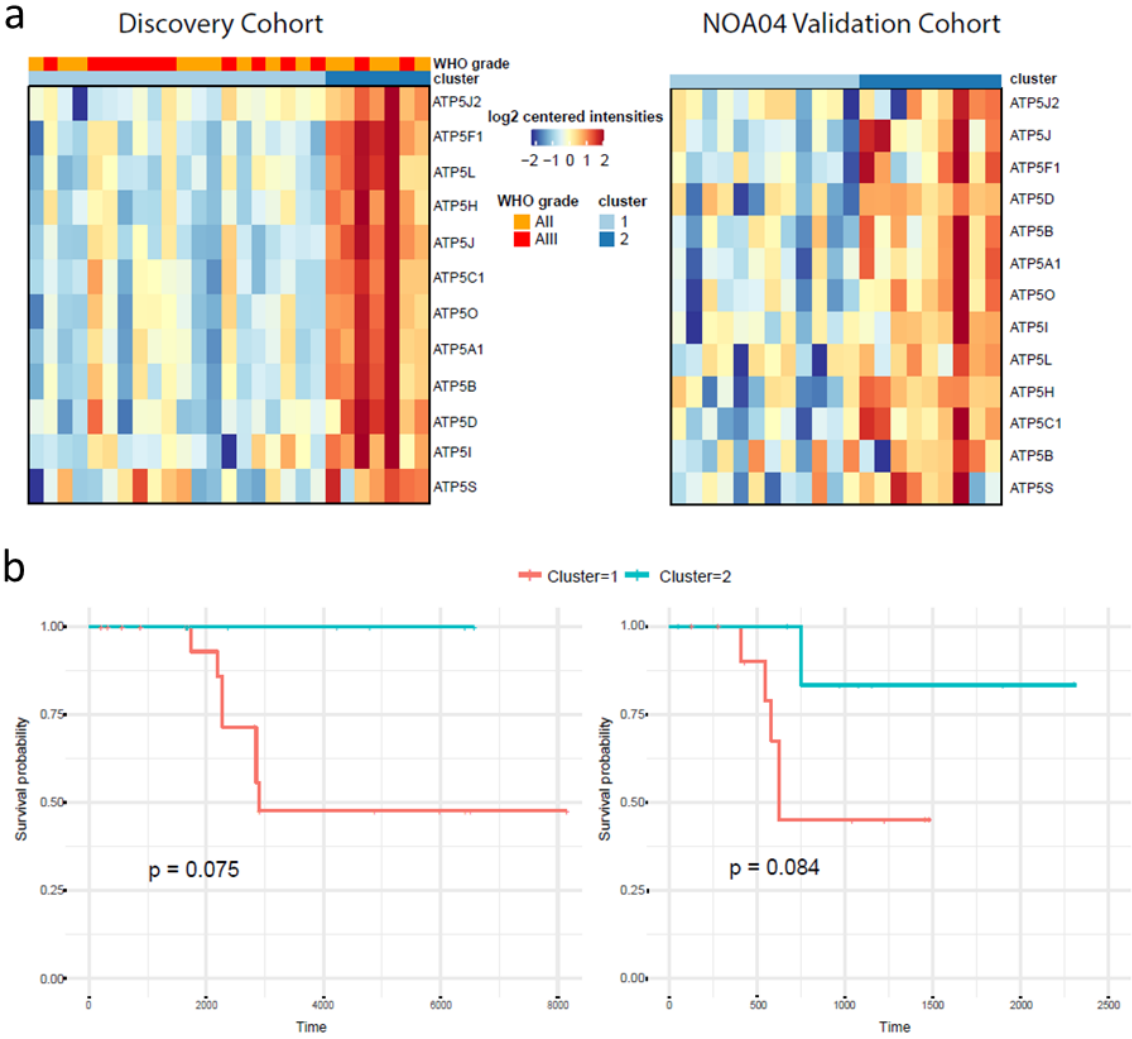 a
Discovery Cohort
NOA04 Validation Cohort
WHO grade
cluster
ATP5J2
ATP5F1
ATP5L
ATP5H
ATP5J
ATP5C1
ATP5O
ATP5A1
ATP5B
ATP5D
ATP5I
ATP5S
log2 centered intensities
−2 −1 0 1 2
WHO grade cluster
AII 1
AIII 2
cluster
ATP5J2
ATP5J
ATP5F1
ATP5D
ATP5B
ATP5A1
ATP5O
ATP5I
ATP5L
ATP5H
ATP5C1
ATP5B
ATP5S
b
Cluster=1 Cluster=2
Survival probability
1.00
0.75
0.50
0.25
0.00
p = 0.075
0 2000 4000 6000 8000
Time
Survival probability
1.00
0.75
0.50
0.25
0.00
p = 0.084
0 500 1000 1500 2000 2500
Time